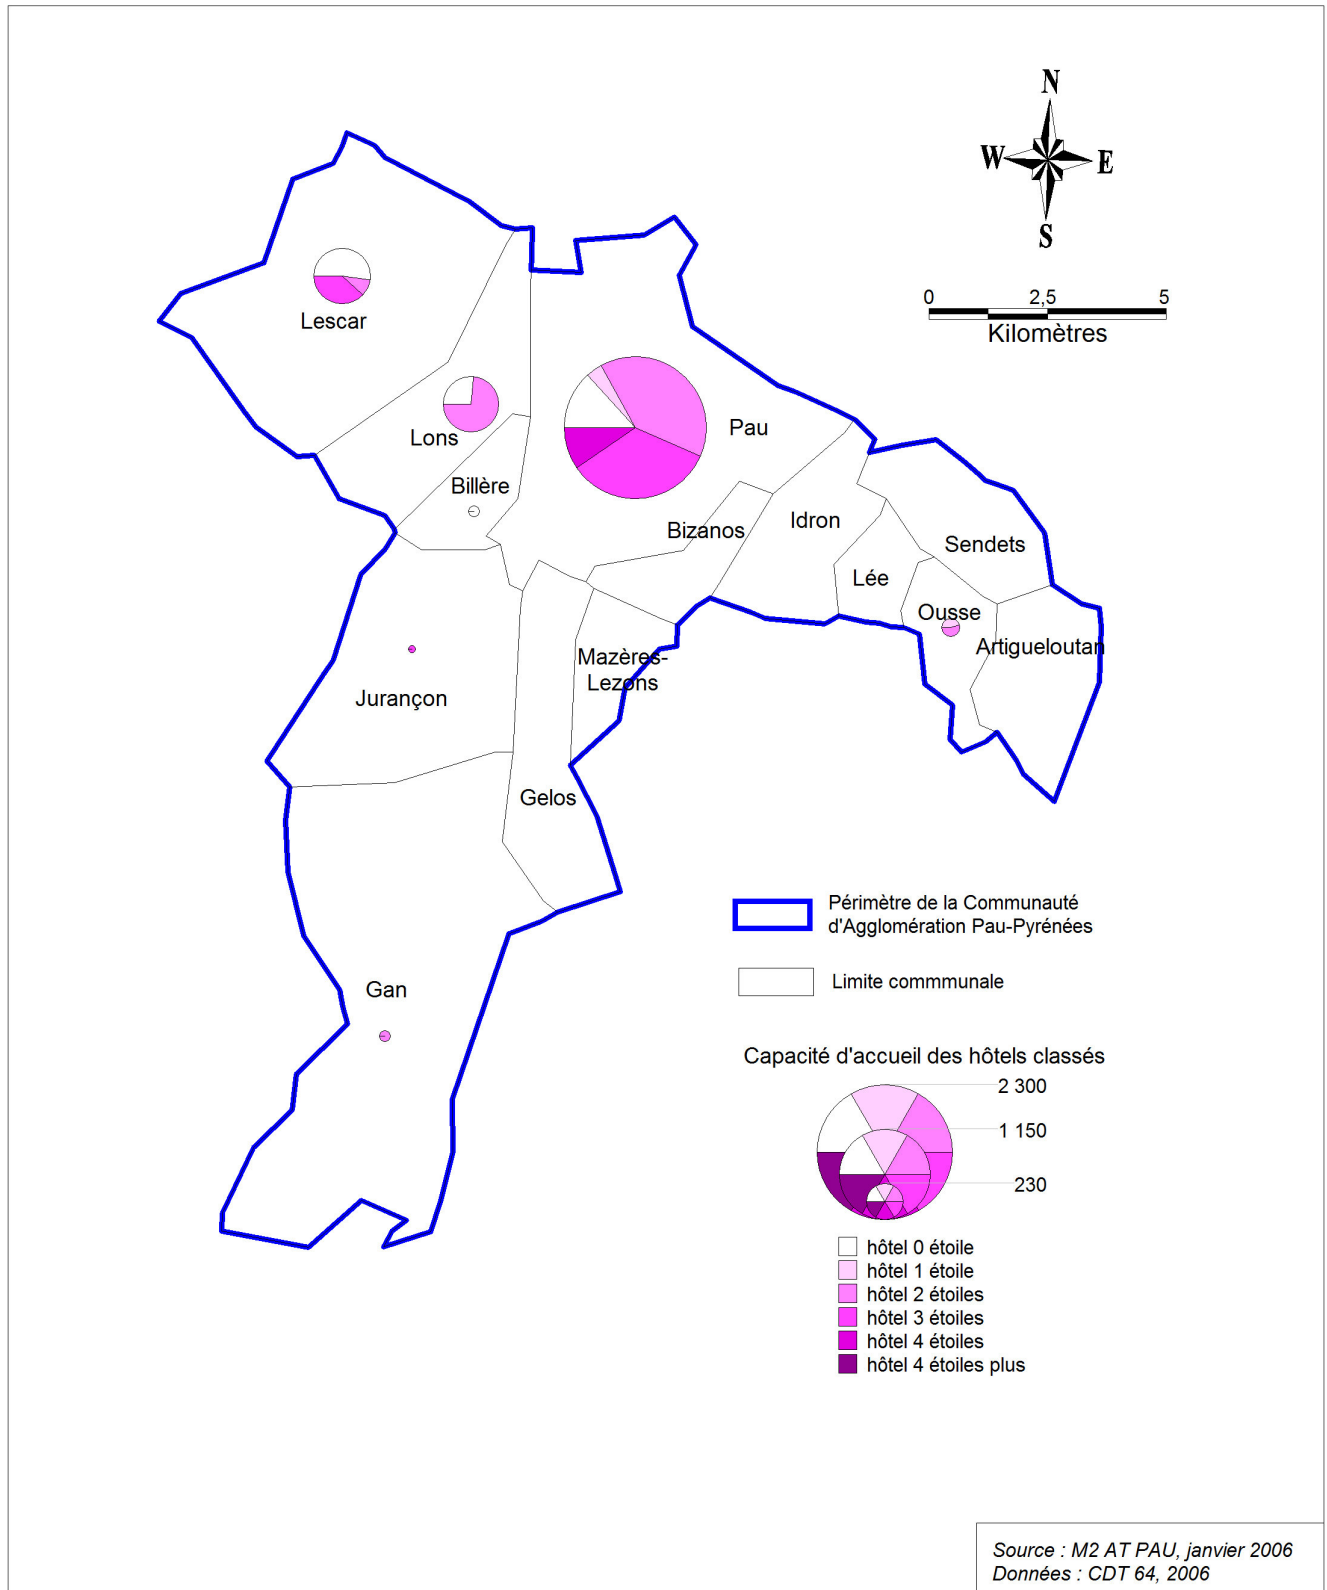 N
W
E
S
0 2,5 5
Kilomètres
Lescar
Lons
Pau
Billère
Bizanos
Idron
Sendets
Lée
Ousse
Artigueloutan
Mazères-
Lezons
Jurançon
Gelos
Gan
Périmètre de la Communauté
d'Agglomération Pau-Pyrénées
Limite commmunale
Capacité d'accueil des hôtels classés
2 300
1 150
230
hôtel 0 étoile
hôtel 1 étoile
hôtel 2 étoiles
hôtel 3 étoiles
hôtel 4 étoiles
hôtel 4 étoiles plus
Source : M2 AT PAU, janvier 2006
Données : CDT 64, 2006